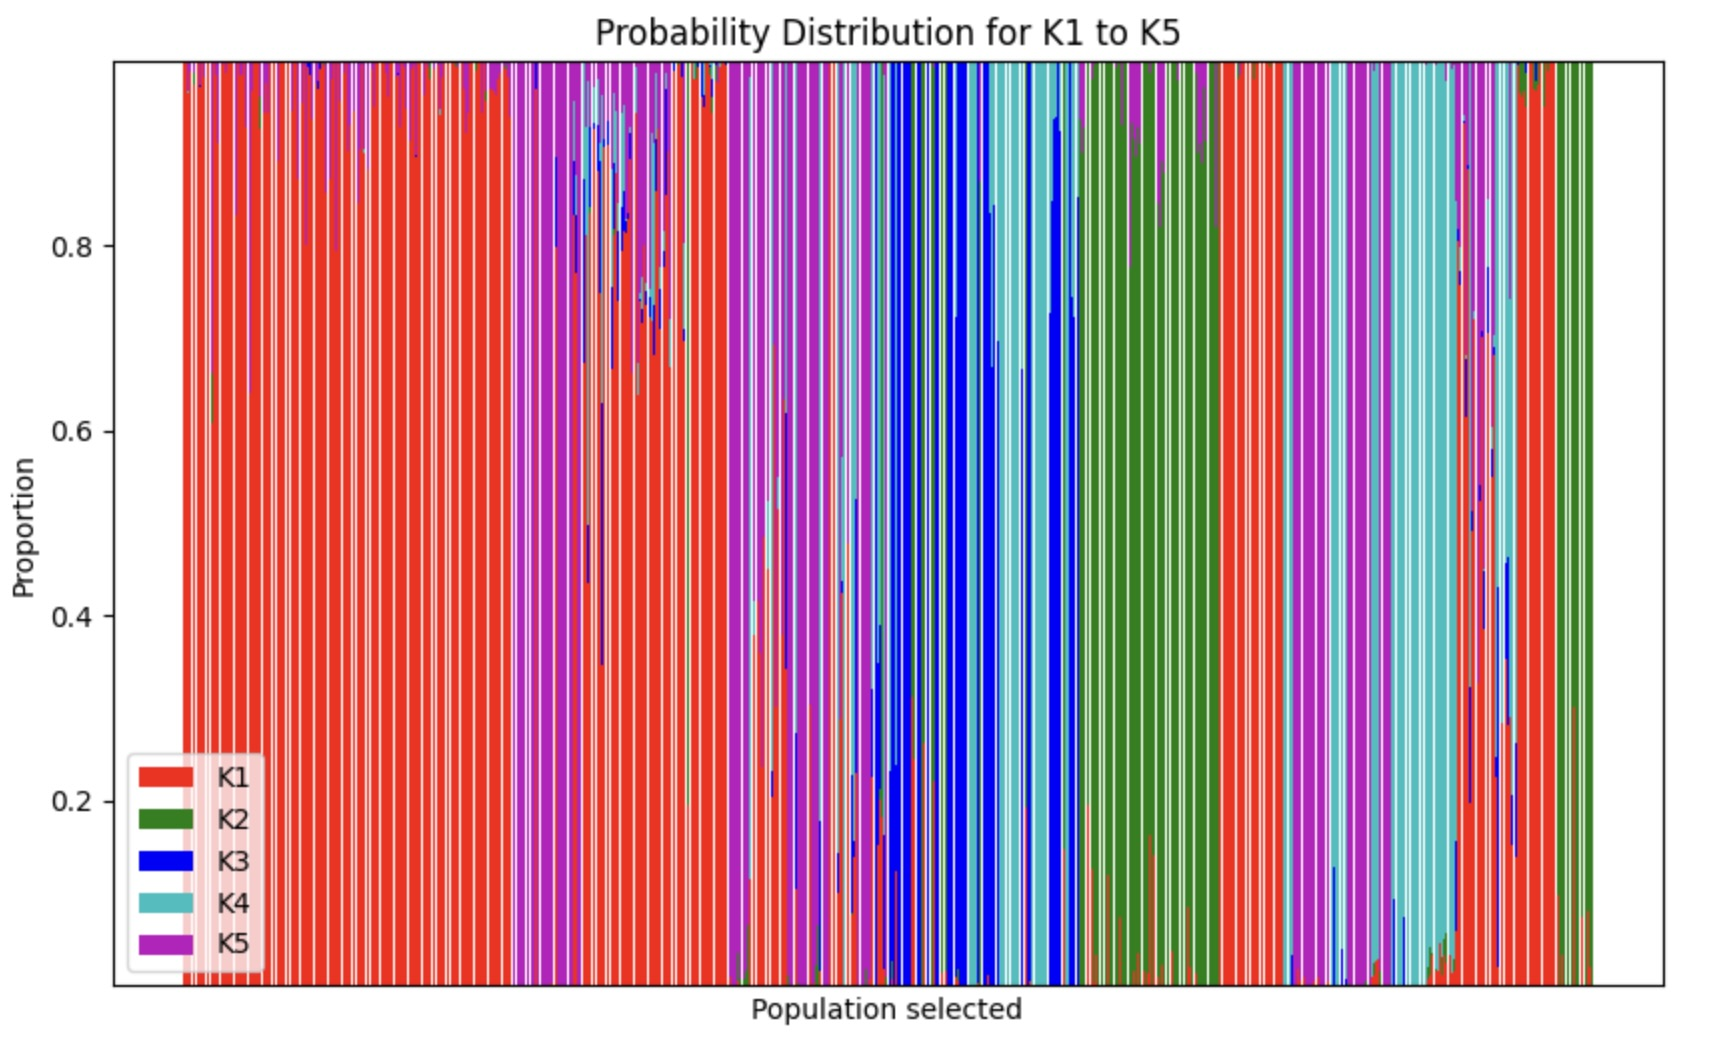 Probability Distribution for K1 to K5
0.8
0.6
0.4
0.2
Proportion
K1
K2
K3
K4
K5
Population selected